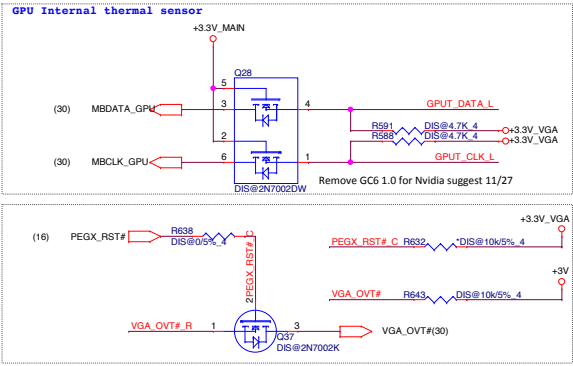 GPU Internal thermal sensor
+3.3V_MAIN
Q28
5
(30) MBDATA_GPU 3 4 GPUT_DATA_L
R591 DIS@4.7K_4 +3.3V_VGA
R588 DIS@4.7K_4 +3.3V_VGA
2
(30) MBCLK_GPU 6 1 GPUT_CLK_L
DIS@2N7002DW
Remove GC6 1.0 for Nvidia suggest 11/27
+3.3V_VGA
(16) PEGX_RST# R638
DIS@0/5%_4
PEGX_RST#_C
PEGX_RST#_C R632 *DIS@10k/5%_4
+3V
VGA_OVT# R643 DIS@10k/5%_4
2
VGA_OVT#_R 1 3 VGA_OVT#(30)
Q37
DIS@2N7002K